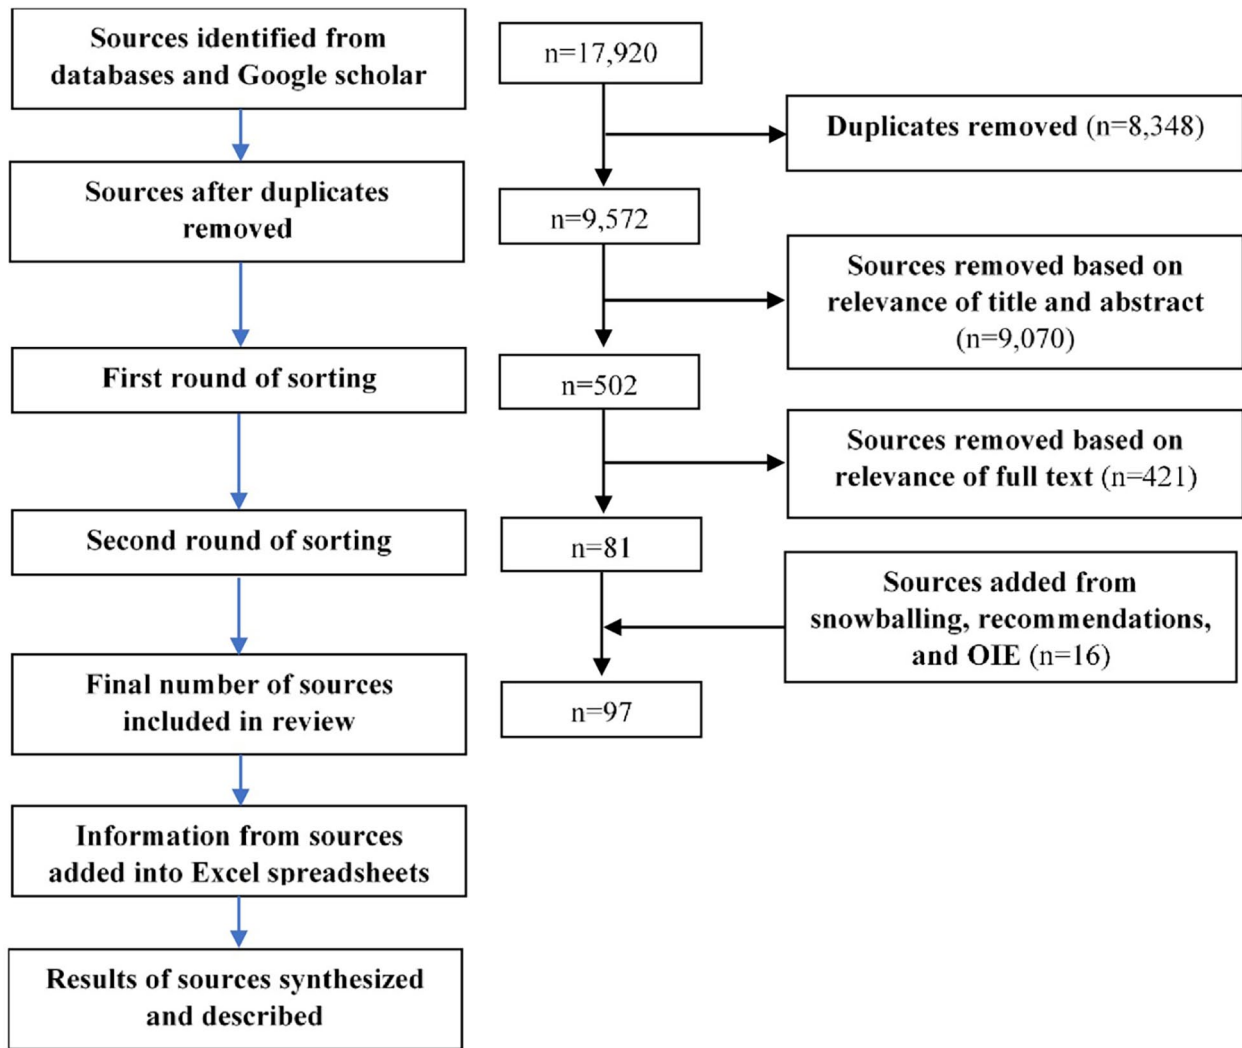 Sources identified from
databases and Google scholar
Sources after duplicates
removed
First round of sorting
Second round of sorting
Final number of sources
included in review
Information from sources
added into Excel spreadsheets
Results of sources synthesized
and described
n=17,920
n=9,572
n=502
n=81
n=97
Duplicates removed (n=8,348)
Sources removed based on
relevance of title and abstract
(n=9,070)
Sources removed based on
relevance of full text (n=421)
Sources added from
snowballing, recommendations,
and OIE (n=16)